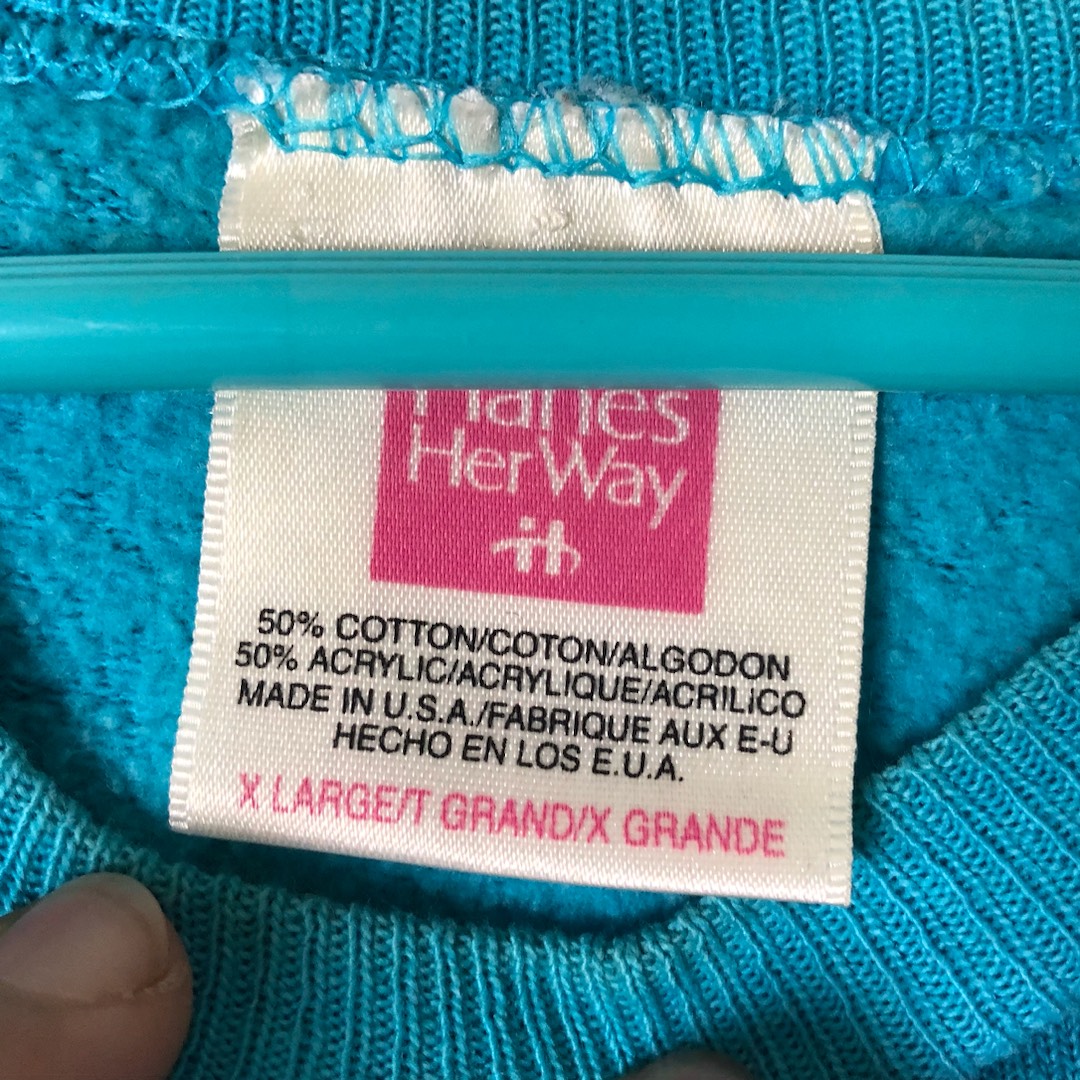 Hanes
HerWay
50% COTTON/COTON/ALGODON
50% ACRYLIC/ACRYLIQUE/ACRILICO
MADE IN U.S.A./FABRIQUE AUX E-U
HECHO EN LOS E.U.A.
X LARGE/T GRAND/X GRANDE